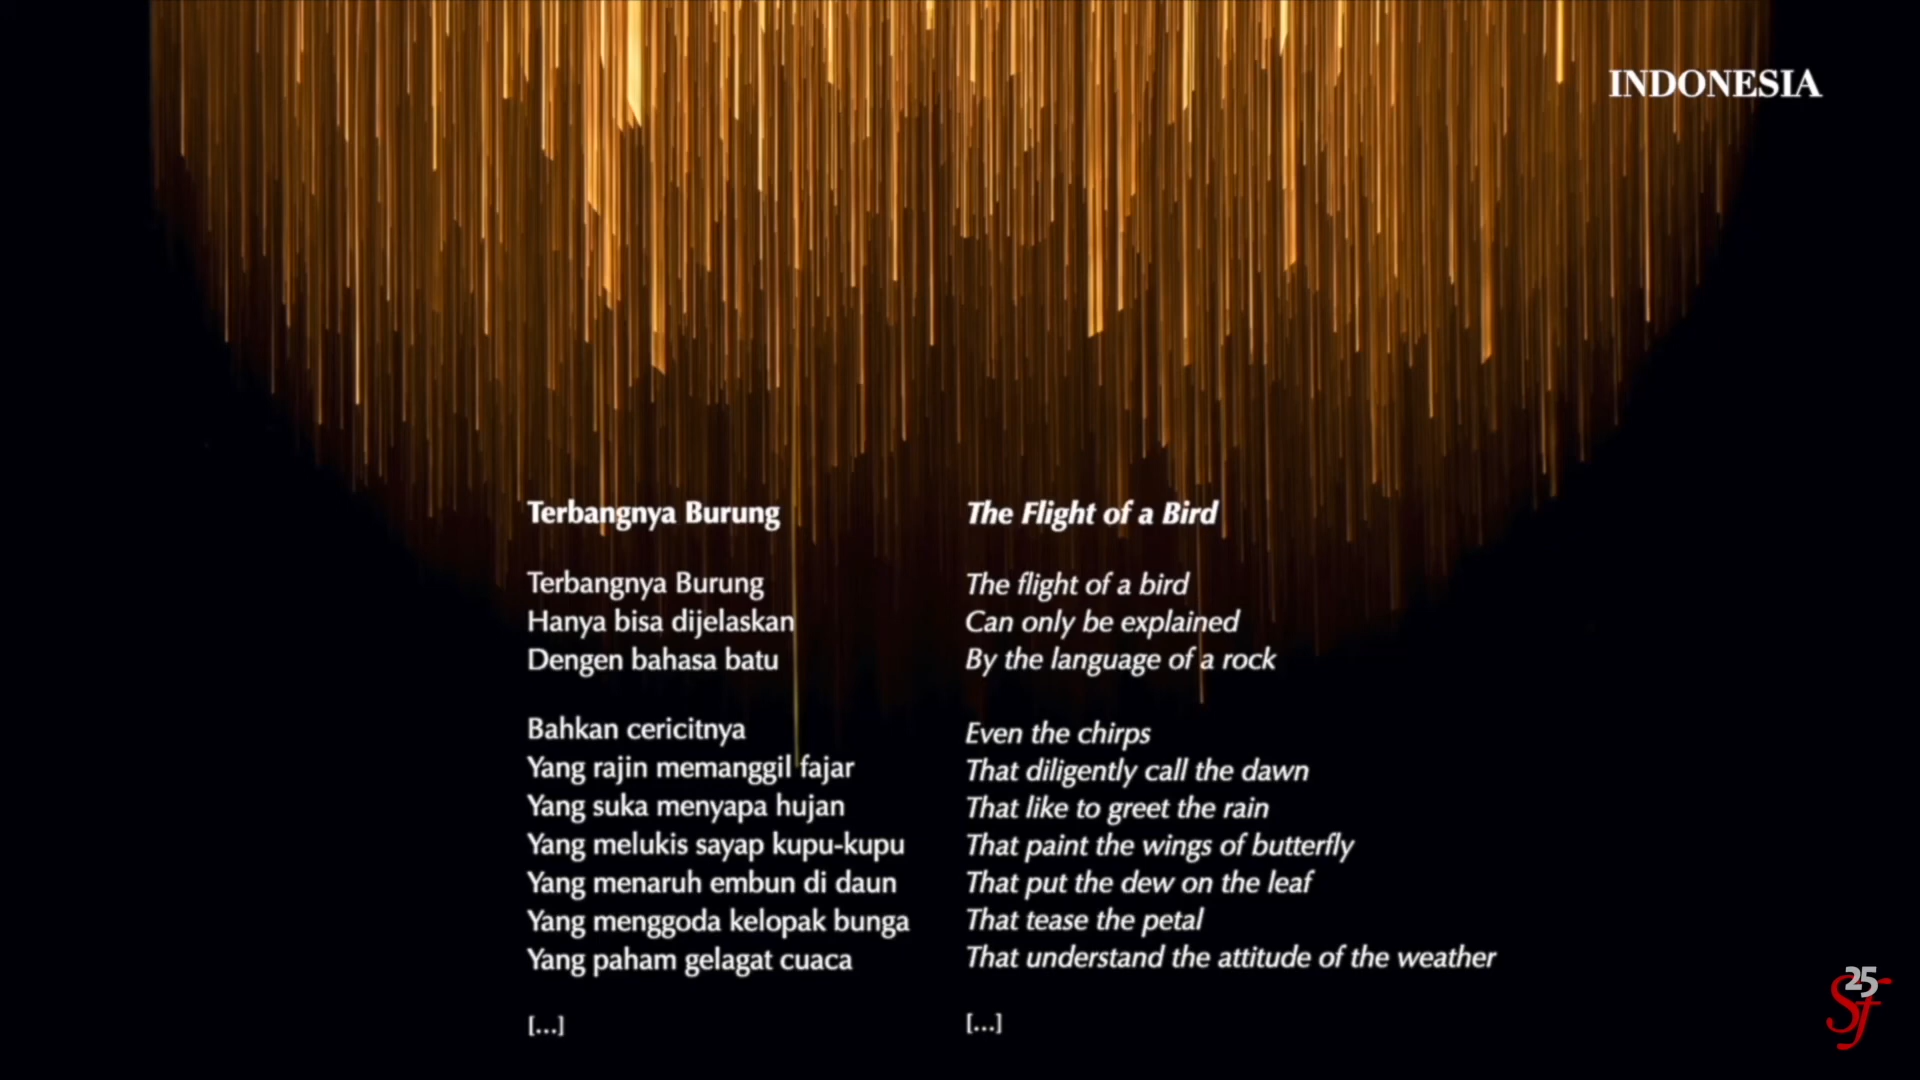 INDONESIA
Terbangnya Burung
Terbangnya Burung
Hanya bisa dijelaskan
Dengen bahasa batu
Bahkan cericitnya
Yang rajin memanggil fajar
Yang suka menyapa hujan
Yang melukis sayap kupu-kupu
Yang menaruh embun di daun
Yang menggoda kelopak bunga
Yang paham gelagat cuaca
[...]
The Flight of a Bird
The flight of a bird
Can only be explained
By the language of a rock
Even the chirps
That diligently call the dawn
That like to greet the rain
That paint the wings of butterfly
That put the dew on the leaf
That tease the petal
That understand the attitude of the weather
[...]
25
Sf